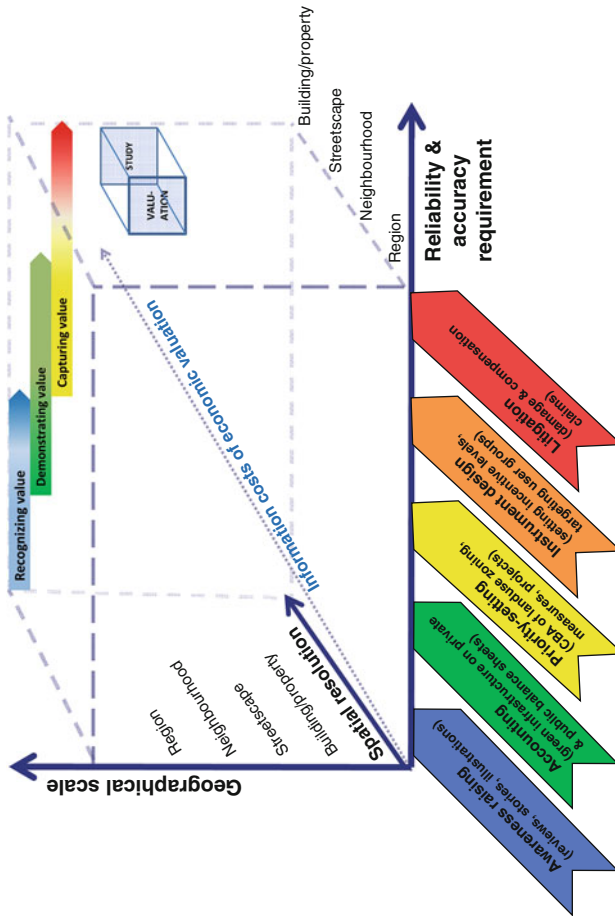 Recognizing value
Demonstrating value
Capturing value
Geographical scale
Region
Neighbourhood
Streetscape
Building/property
Spatial resolution
Information costs of economic valuation
VALU-
ATION
STUDY
Building/property
Streetscape
Neighbourhood
Region
Reliability &
accuracy
requirement
Awareness raising
(reviews, stories, illustrations)
Accounting
(green infrastructure on private
& public balance sheets)
Priority-setting
(CBA of landuse zoning,
measures, projects)
Instrument design
(setting incentive levels,
targeting user groups)
Litigation
(damage & compensation
claims)